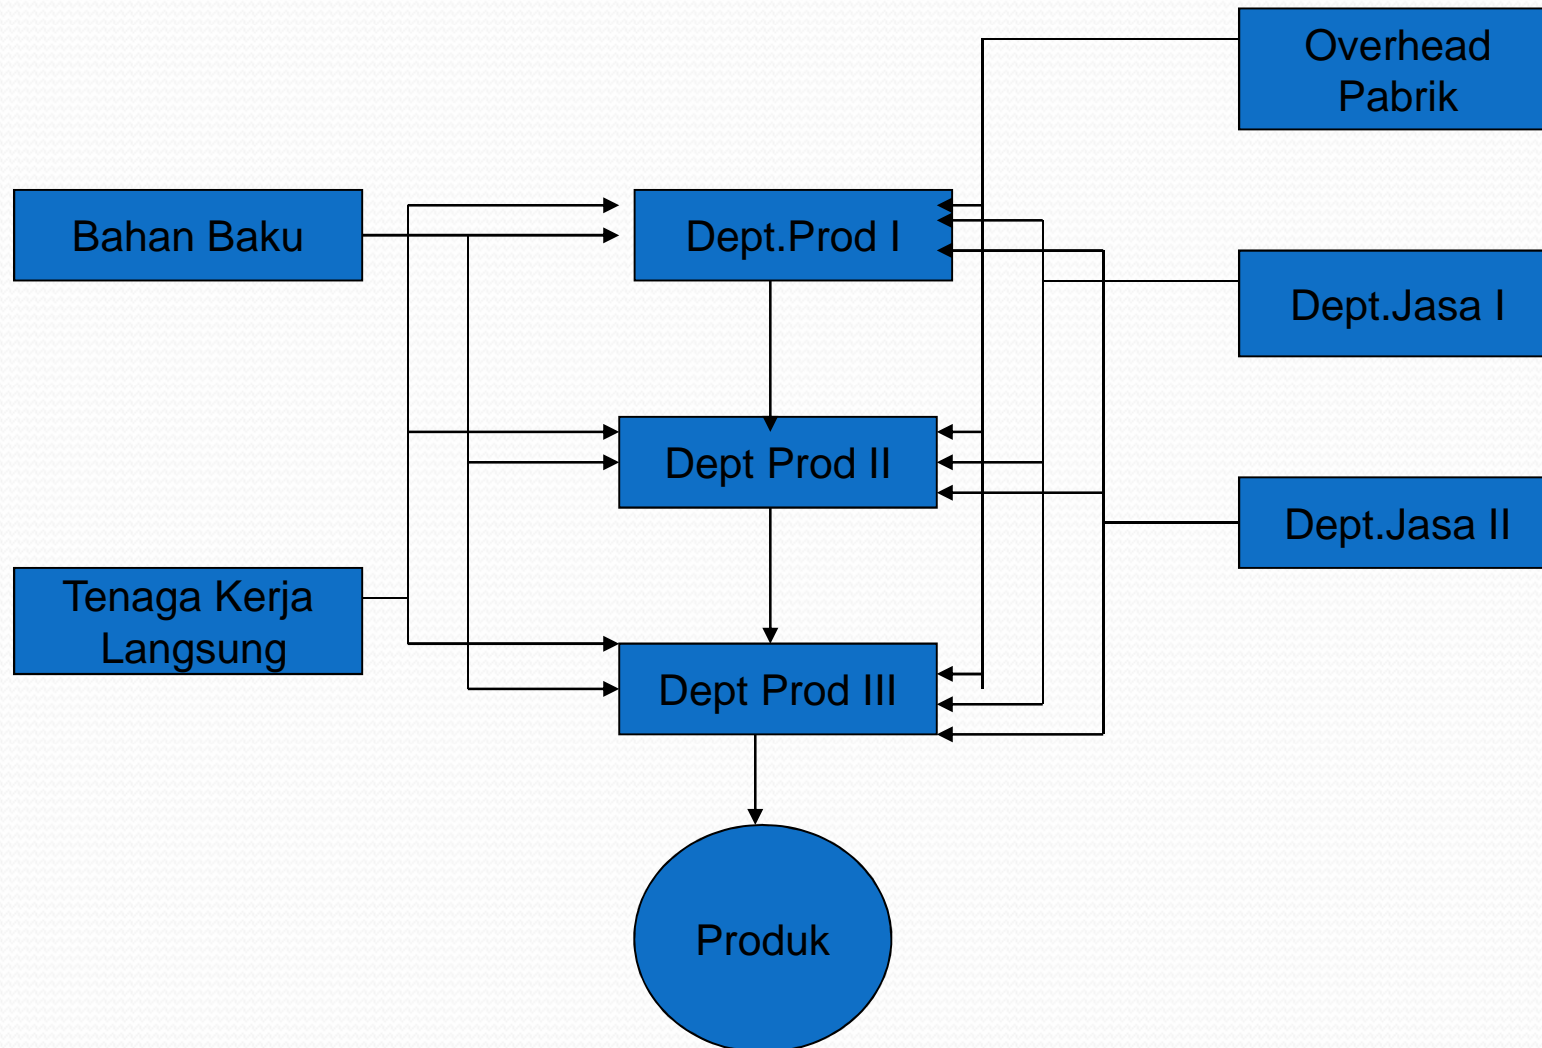 Overhead
Pabrik
Bahan Baku
Dept.Prod I
Dept.Jasa I
Dept Prod II
Dept.Jasa II
Tenaga Kerja
Langsung
Dept Prod III
Produk